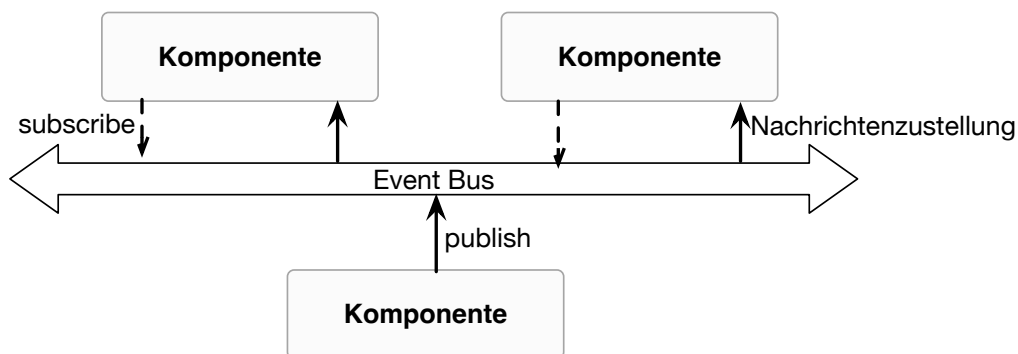 Komponente
Komponente
subscribe
Nachrichtenzustellung
Event Bus
publish
Komponente